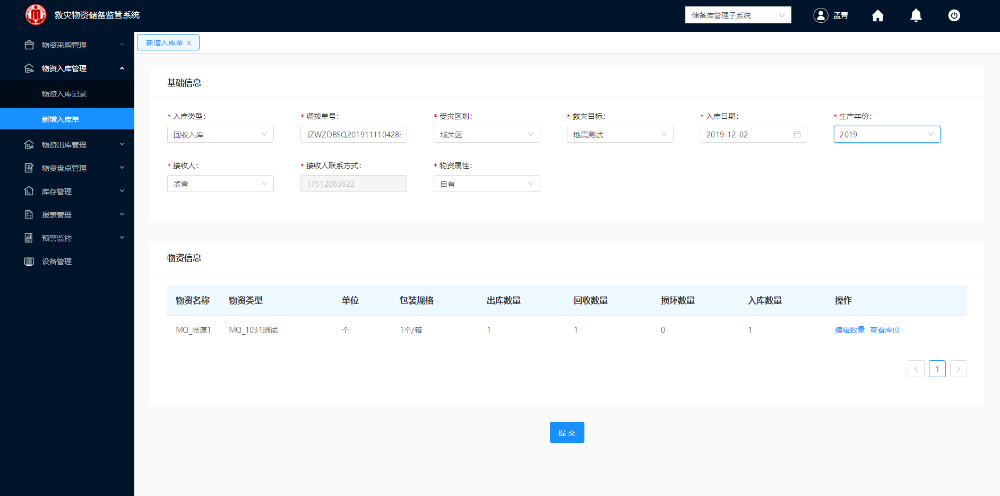 救灾物资储备监管系统
储备库管理子系统
孟青
物资采购管理
物资入库管理
物资入库记录
新增入库单
物资出库管理
物资盘点管理
库存管理
报表管理
预警监控
设备管理
新增入库单
基础信息
* 入库类型:
* 调拨单号:
* 受灾区划:
* 救灾目标:
* 入库日期:
* 生产年份:
回收入库
JZWZDBSQ2019111104283
城关区
地震测试
2019-12-02
2019
* 接收人:
* 接收人联系方式:
* 物资属性:
孟青
17512083622
自有
物资信息
物资名称 物资类型 单位 包装规格 出库数量 回收数量 损坏数量 入库数量 操作
MQ_帐篷1 MQ_1031测试 个 1个/箱 1 1 0 1 编辑数量 查看库位
< 1 >
提 交